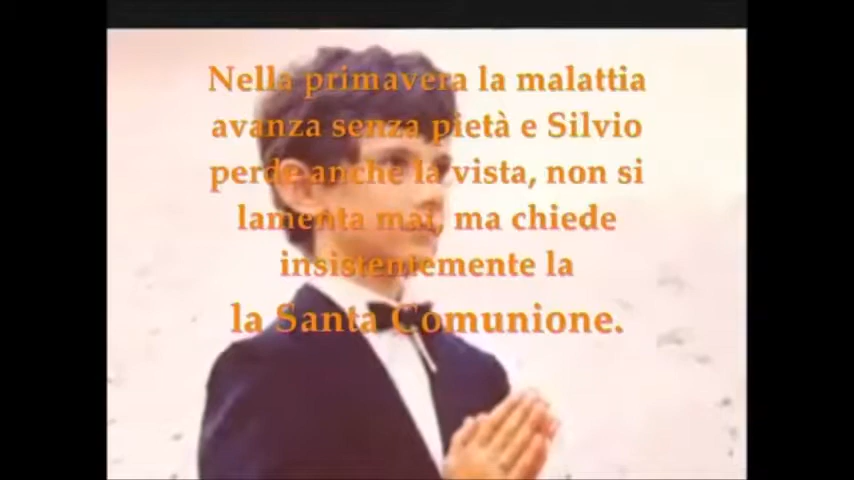 Nella primavera la malattia
avanza senza pietà e Silvio
perde anche la vista, non si
lamenta mai, ma chiede
insistentemente la
la Santa Comunione.